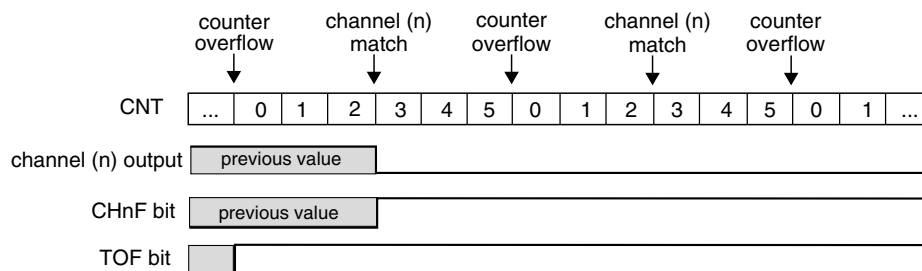 counter
overflow
channel (n)
match
counter
overflow
channel (n)
match
counter
overflow
CNT ... 0 1 2 3 4 5 0 1 2 3 4 5 0 1 ...
channel (n) output previous value
CHnF bit previous value
TOF bit